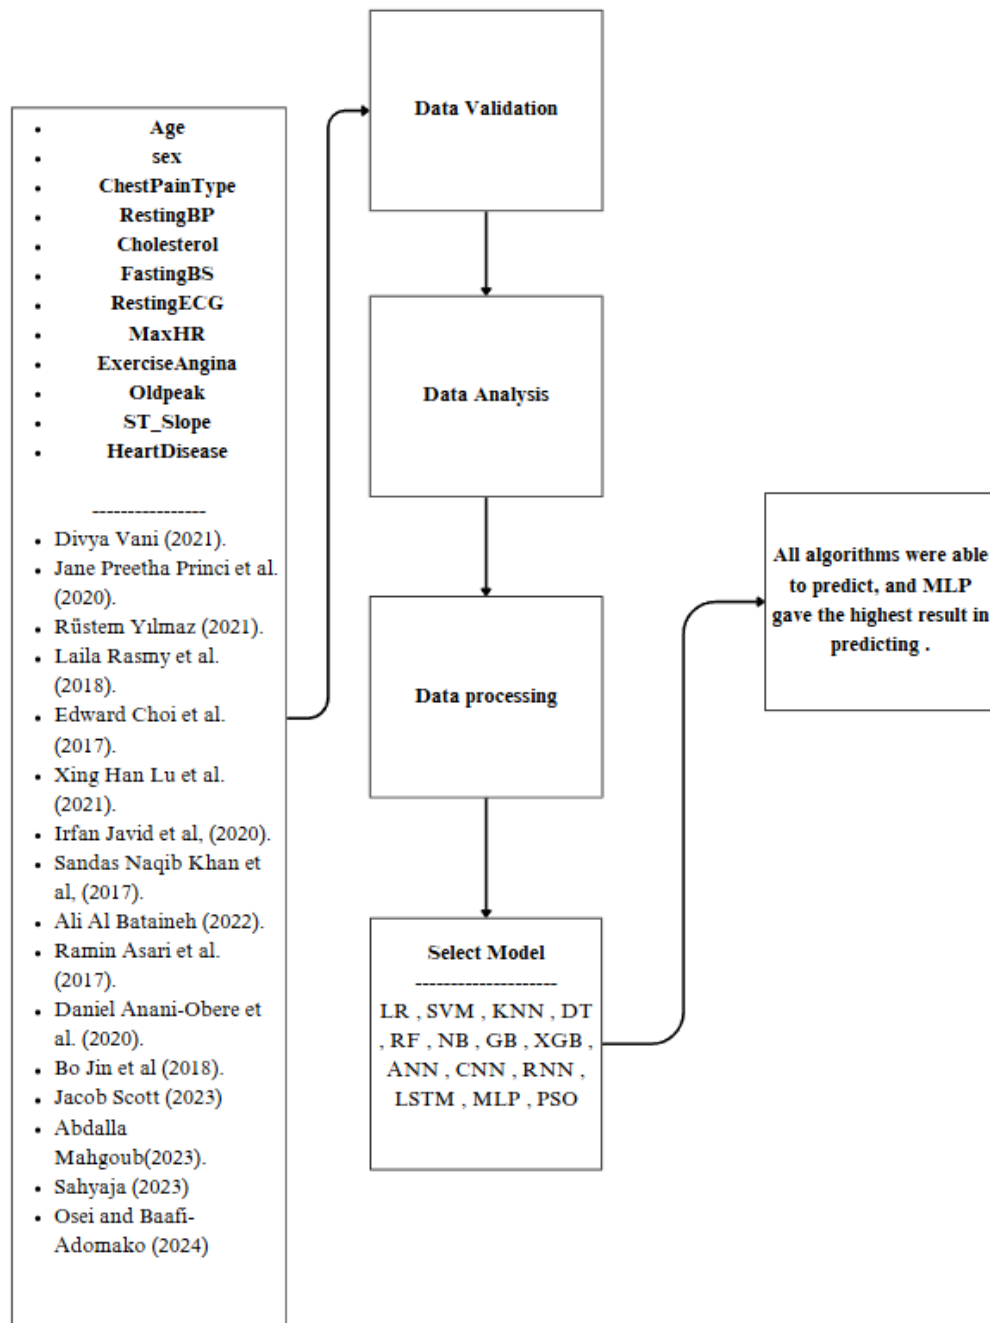 Age
sex
ChestPainType
RestingBP
Cholesterol
FastingBS
RestingECG
MaxHR
ExerciseAngina
Oldpeak
ST_Slope
HeartDisease
----------------
Divya Vani (2021).
Jane Preetha Princi et al.
(2020).
Rüstem Yılmaz (2021).
Laila Rasmy et al.
(2018).
Edward Choi et al.
(2017).
Xing Han Lu et al.
(2021).
Irfan Javid et al, (2020).
Sandas Naqib Khan et
al, (2017).
Ali Al Bataineh (2022).
Ramin Asari et al.
(2017).
Daniel Anani-Obere et
al. (2020).
Bo Jin et al (2018).
Jacob Scott (2023)
Abdalla
Mahgoub(2023).
Sahyaja (2023)
Osei and Baafi-
Adomako (2024)
Data Validation
Data Analysis
Data processing
Select Model
--------------------
LR , SVM , KNN , DT
, RF , NB , GB , XGB ,
ANN , CNN , RNN ,
LSTM , MLP , PSO
All algorithms were able
to predict, and MLP
gave the highest result in
predicting .